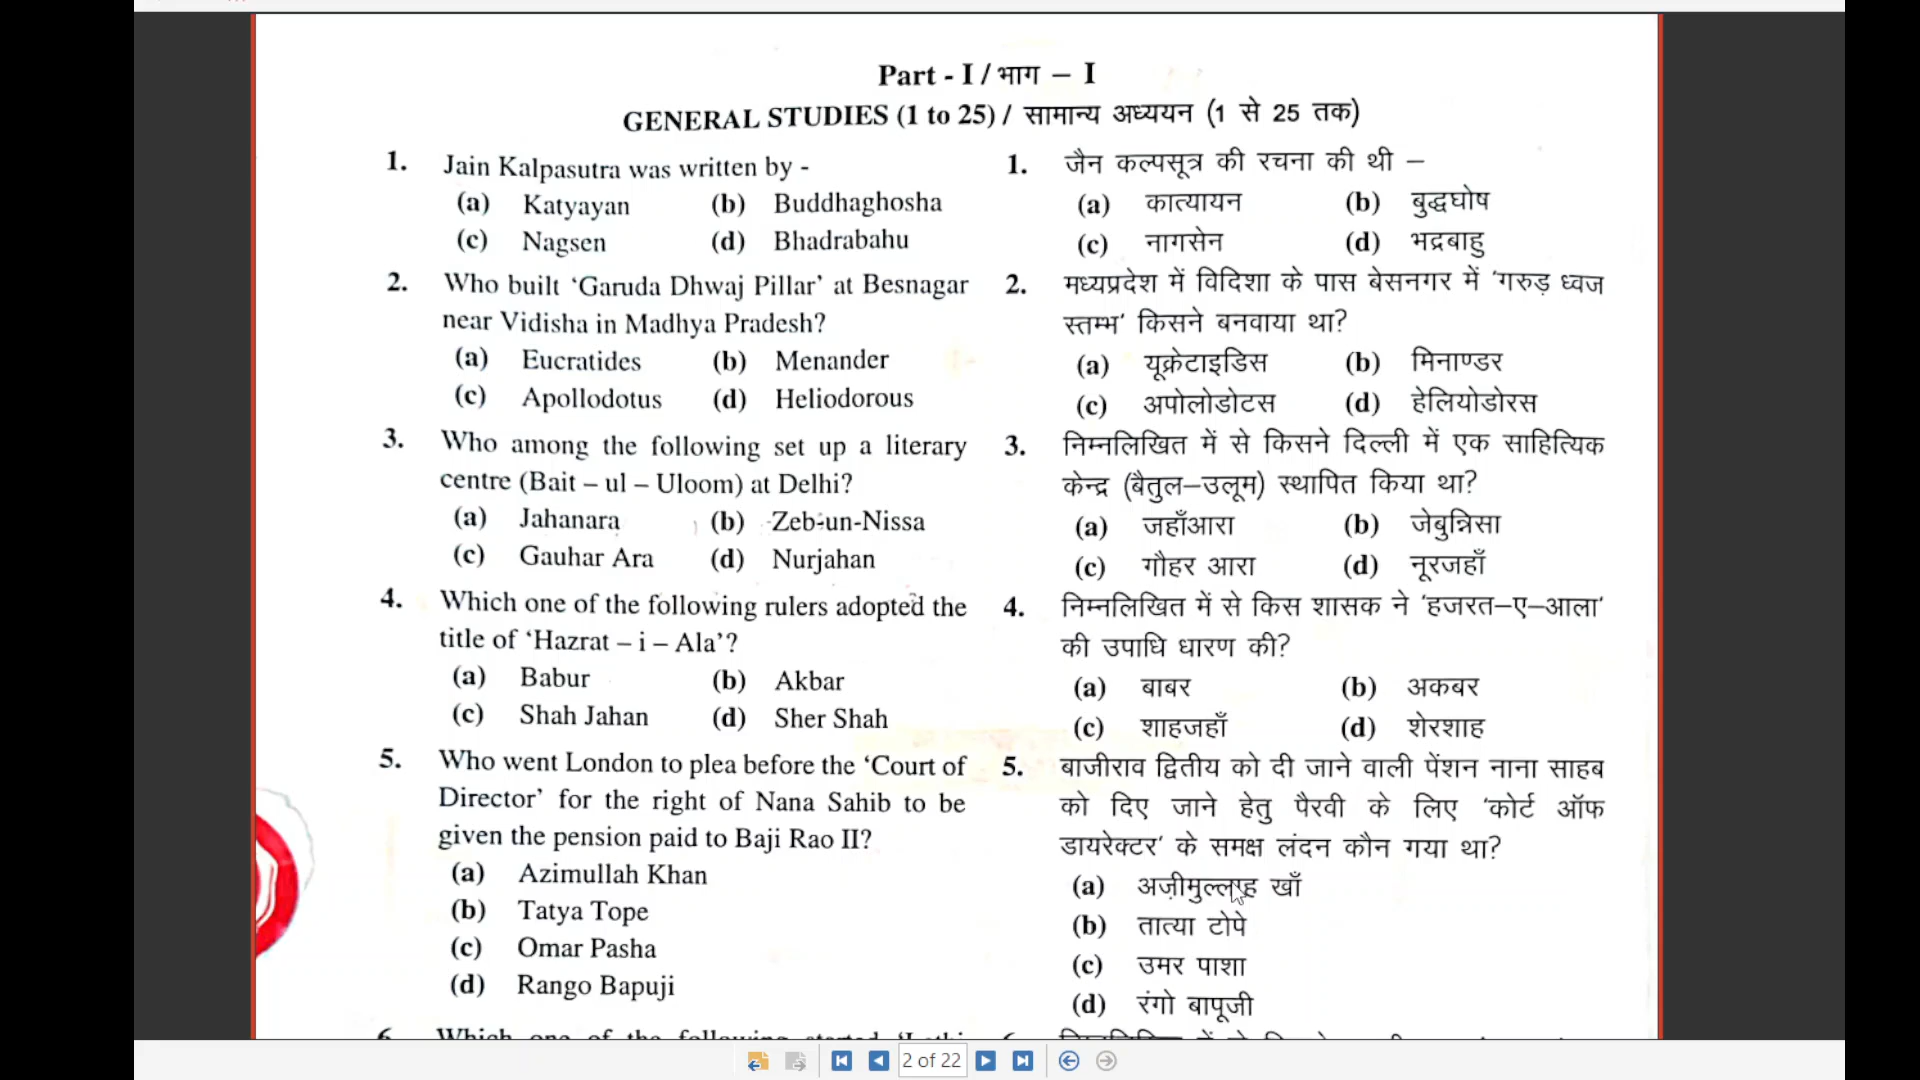 Part - I / भाग – I
GENERAL STUDIES (1 to 25) / सामान्य अध्ययन (1 से 25 तक)
1. Jain Kalpasutra was written by -
(a) Katyayan (b) Buddhaghosha
(c) Nagsen (d) Bhadrabahu
2. Who built ‘Garuda Dhwaj Pillar’ at Besnagar
near Vidisha in Madhya Pradesh?
(a) Eucratides (b) Menander
(c) Apollodotus (d) Heliodorous
3. Who among the following set up a literary
centre (Bait – ul – Uloom) at Delhi?
(a) Jahanara (b) Zeb-un-Nissa
(c) Gauhar Ara (d) Nurjahan
4. Which one of the following rulers adopted the
title of ‘Hazrat – i – Ala’?
(a) Babur (b) Akbar
(c) Shah Jahan (d) Sher Shah
5. Who went London to plea before the ‘Court of
Director’ for the right of Nana Sahib to be
given the pension paid to Baji Rao II?
(a) Azimullah Khan
(b) Tatya Tope
(c) Omar Pasha
(d) Rango Bapuji
6. Which one of the following started
1. जैन कल्पसूत्र की रचना की थी –
(a) कात्यायन (b) बुद्धघोष
(c) नागसेन (d) भद्रबाहु
2. मध्यप्रदेश में विदिशा के पास बेसनगर में ‘गरुड़ ध्वज
स्तम्भ’ किसने बनवाया था?
(a) यूक्रेटाइडिस (b) मिनाण्डर
(c) अपोलोडोटस (d) हेलियोडोरस
3. निम्नलिखित में से किसने दिल्ली में एक साहित्यिक
केन्द्र (बैतुल–उलूम) स्थापित किया था?
(a) जहाँआरा (b) जेबुन्निसा
(c) गौहर आरा (d) नूरजहाँ
4. निम्नलिखित में से किस शासक ने ‘हजरत–ए–आला’
की उपाधि धारण की?
(a) बाबर (b) अकबर
(c) शाहजहाँ (d) शेरशाह
5. बाजीराव द्वितीय को दी जाने वाली पेंशन नाना साहब
को दिए जाने हेतु पैरवी के लिए ‘कोर्ट ऑफ
डायरेक्टर’ के समक्ष लंदन कौन गया था?
(a) अज़ीमुल्लाह खाँ
(b) तात्या टोपे
(c) उमर पाशा
(d) रंगो बापूजी
2 of 22